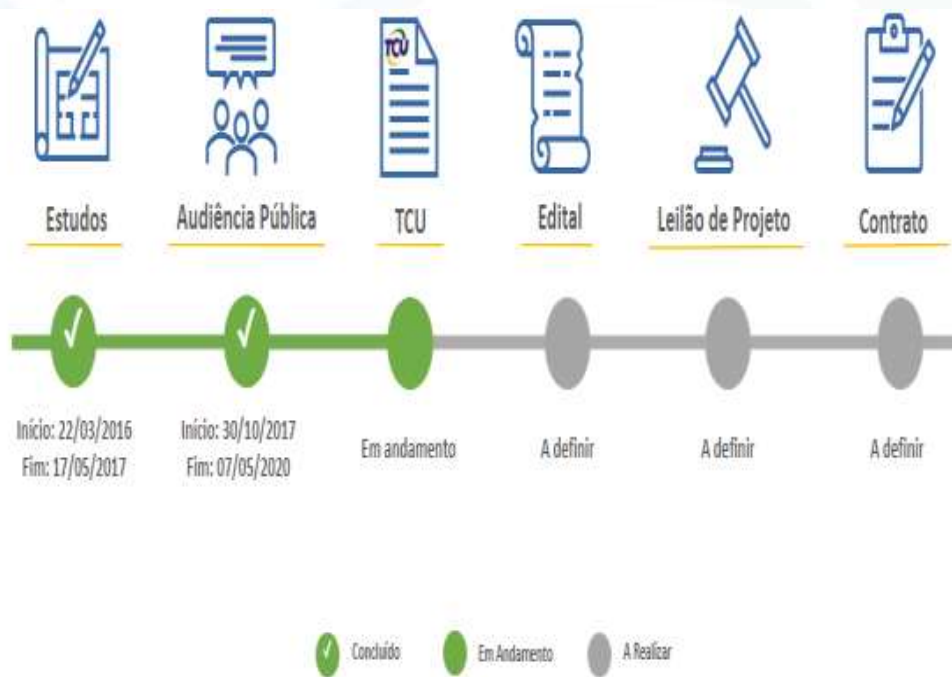 TCU
Estudos
Audiência Pública
TCU
Edital
Leilão de Projeto
Contrato
Início: 22/03/2016
Fim: 17/05/2017
Início: 30/10/2017
Fim: 07/05/2020
Em andamento
A definir
A definir
A definir
Concluído
Em Andamento
A Realizar